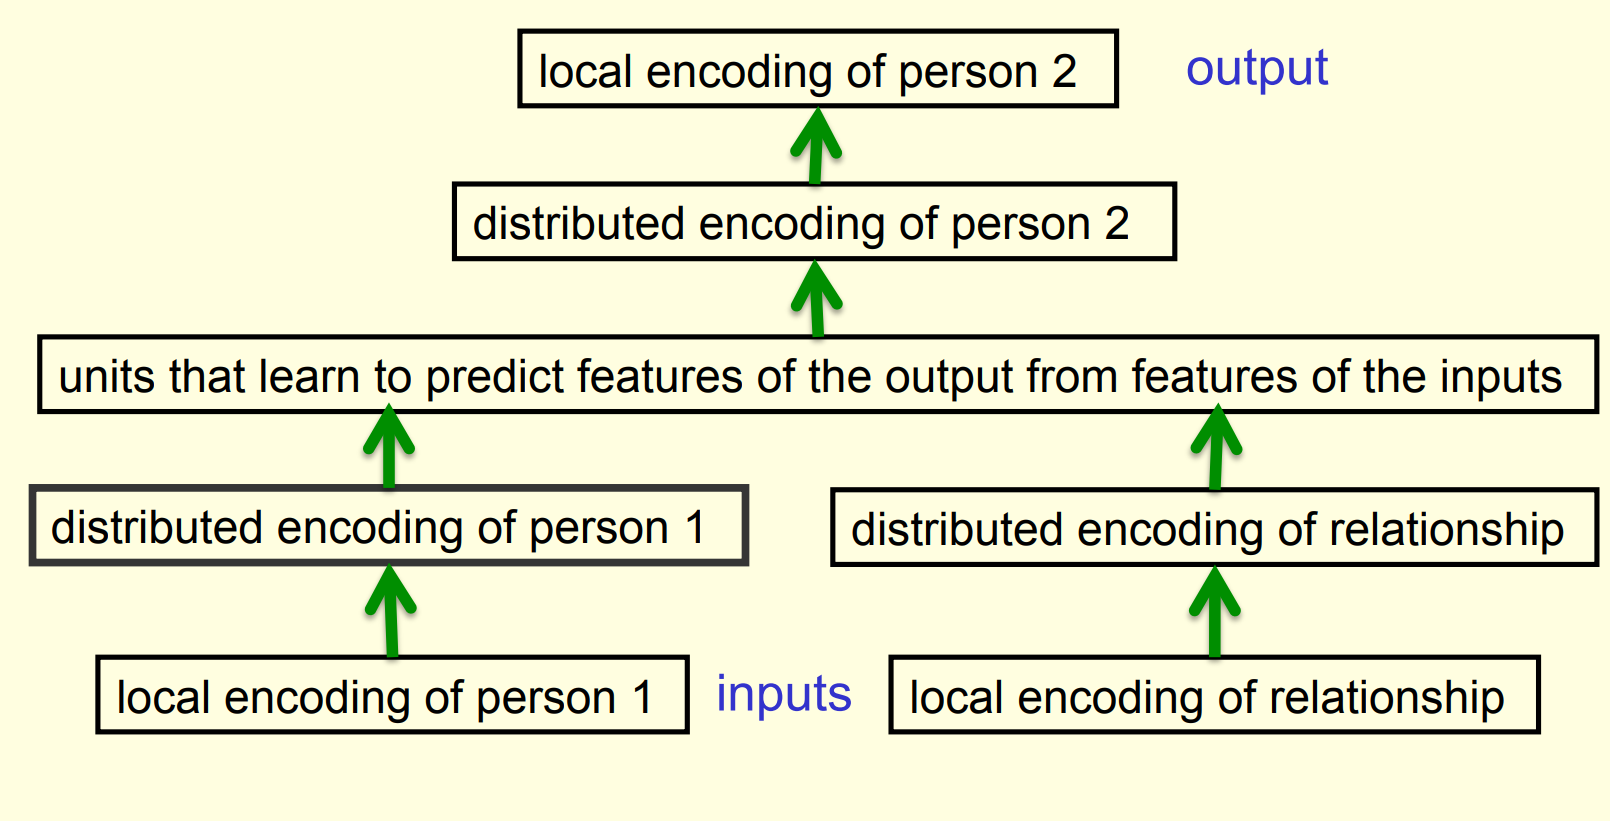 local encoding of person 2
output
distributed encoding of person 2
units that learn to predict features of the output from features of the inputs
distributed encoding of person 1
distributed encoding of relationship
local encoding of person 1
inputs
local encoding of relationship